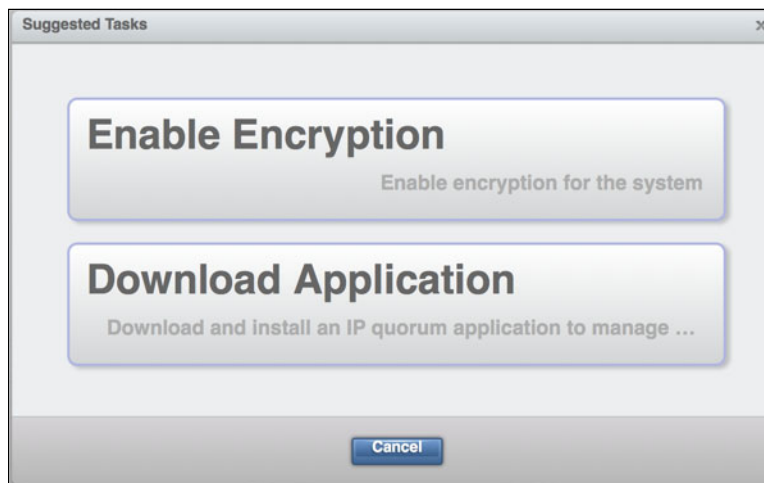 Suggested Tasks
Enable Encryption
Enable encryption for the system
Download Application
Download and install an IP quorum application to manage ...
Cancel